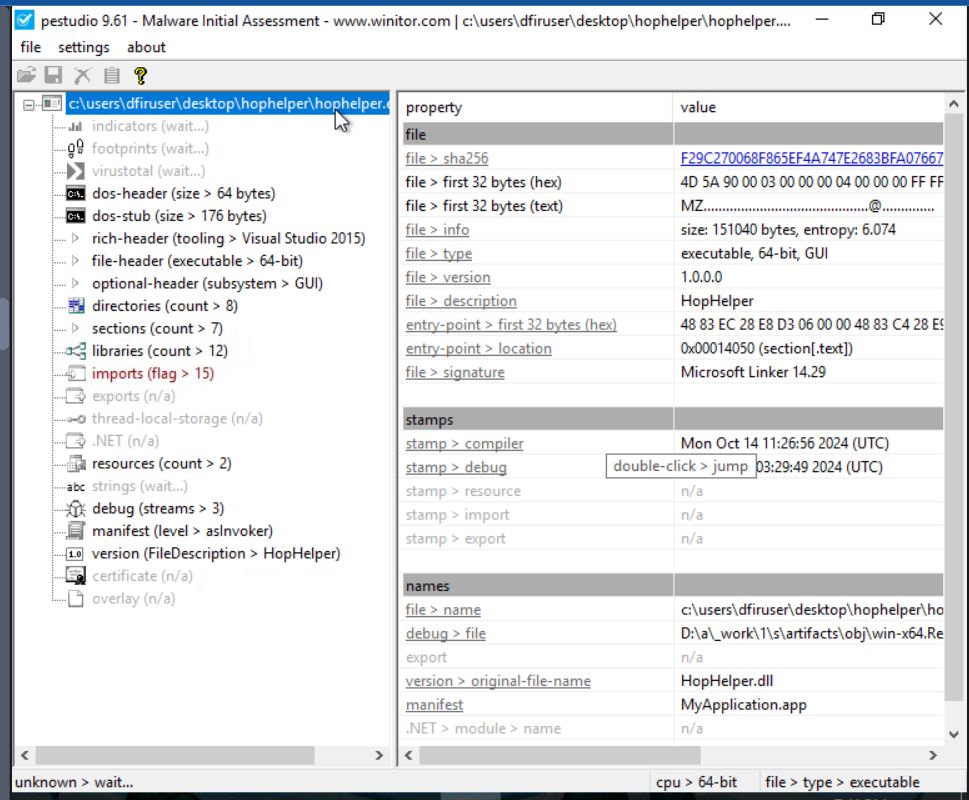 pestudio 9.61 - Malware Initial Assessment - www.winitor.com | c:\users\dfiruser\desktop\hophelper\hophelper....
file settings about
c:\users\dfiruser\desktop\hophelper\hophelper.e
indicators (wait...)
footprints (wait...)
virustotal (wait...)
dos-header (size > 64 bytes)
dos-stub (size > 176 bytes)
rich-header (tooling > Visual Studio 2015)
file-header (executable > 64-bit)
optional-header (subsystem > GUI)
directories (count > 8)
sections (count > 7)
libraries (count > 12)
imports (flag > 15)
exports (n/a)
thread-local-storage (n/a)
.NET (n/a)
resources (count > 2)
abc strings (wait...)
debug (streams > 3)
manifest (level > asInvoker)
1.0 version (FileDescription > HopHelper)
certificate (n/a)
overlay (n/a)
property value
file
file > sha256 F29C270068F865EF4A747E2683BFA07667
file > first 32 bytes (hex) 4D 5A 90 00 03 00 00 00 04 00 00 00 FF FF
file > first 32 bytes (text) MZ..........................................@..............
file > info size: 151040 bytes, entropy: 6.074
file > type executable, 64-bit, GUI
file > version 1.0.0.0
file > description HopHelper
entry-point > first 32 bytes (hex) 48 83 EC 28 E8 D3 06 00 00 48 83 C4 28 E9
entry-point > location 0x00014050 (section[.text])
file > signature Microsoft Linker 14.29
stamps
stamp > compiler Mon Oct 14 11:26:56 2024 (UTC)
stamp > debug 03:29:49 2024 (UTC)
double-click > jump
stamp > resource n/a
stamp > import n/a
stamp > export n/a
names
file > name c:\users\dfiruser\desktop\hophelper\ho
debug > file D:\a\_work\1\s\artifacts\obj\win-x64.Re
export n/a
version > original-file-name HopHelper.dll
manifest MyApplication.app
.NET > module > name n/a
unknown > wait... cpu > 64-bit file > type > executable